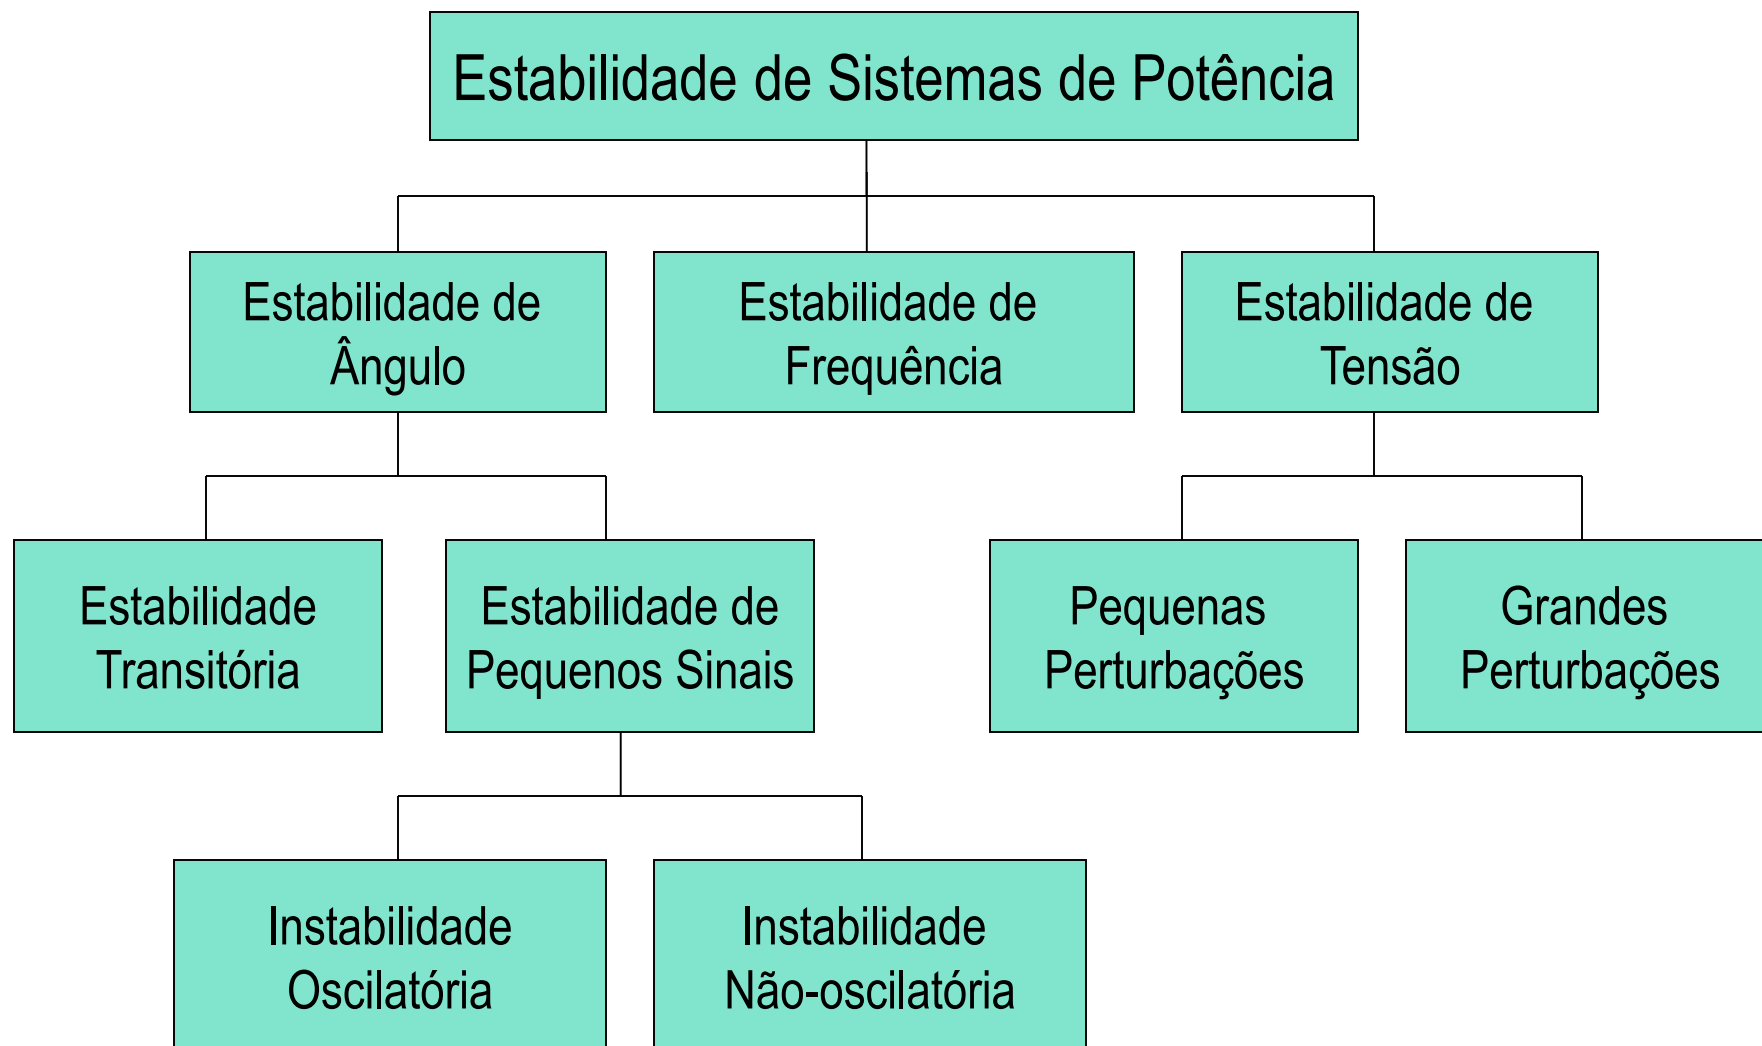 Estabilidade de Sistemas de Potência
Estabilidade de
Ângulo
Estabilidade de
Frequência
Estabilidade de
Tensão
Estabilidade
Transitória
Estabilidade de
Pequenos Sinais
Pequenas
Perturbações
Grandes
Perturbações
Instabilidade
Oscilatória
Instabilidade
Não-oscilatória